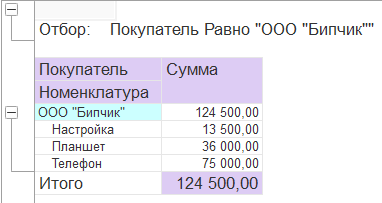 Отбор: Покупатель Равно "ООО "Бипчик""
Покупатель Сумма
Номенклатура
ООО "Бипчик" 124 500,00
Настройка 13 500,00
Планшет 36 000,00
Телефон 75 000,00
Итого 124 500,00